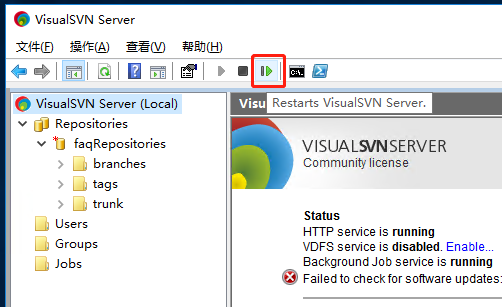 VisualSVN Server
文件(F) 操作(A) 查看(V) 帮助(H)
VisualSVN Server (Local)
Repositories
faqRepositories
branches
tags
trunk
Users
Groups
Jobs
Visu
Restarts VisualSVN Server.
VISUALSVNSERVER
Community license
Status
HTTP service is running
VDFS service is disabled. Enable...
Background Job service is running
Failed to check for software updates: